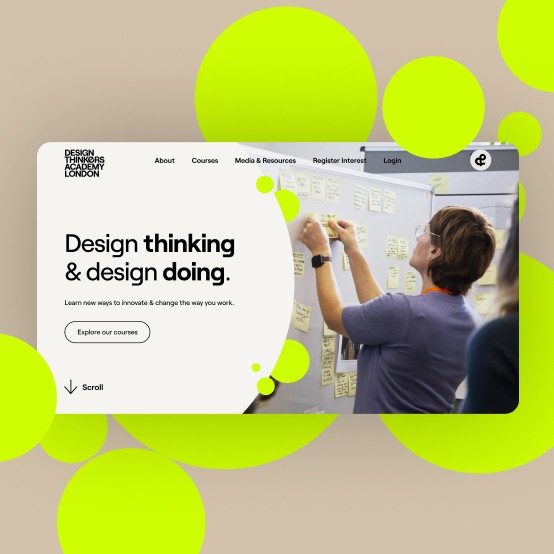 DESIGN
THINKERS
ACADEMY
LONDON
About Courses Media & Resources Register Interest Login
Design thinking
& design doing.
Learn new ways to innovate & change the way you work.
Explore our courses
Scroll